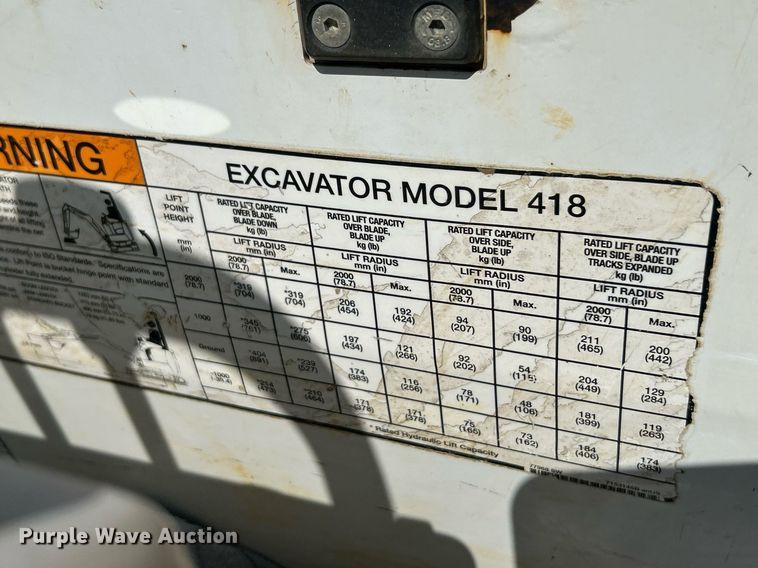 10.9
RNING
EXCAVATOR MODEL 418
LIFT POINT HEIGHT mm (in)
RATED LIFT CAPACITY OVER BLADE, BLADE DOWN kg (lb)
RATED LIFT CAPACITY OVER BLADE, BLADE UP kg (lb)
RATED LIFT CAPACITY OVER SIDE, BLADE UP kg (lb)
RATED LIFT CAPACITY OVER SIDE, BLADE UP TRACKS EXPANDED kg (lb)
LIFT RADIUS mm (in) LIFT RADIUS mm (in) LIFT RADIUS mm (in) LIFT RADIUS mm (in)
2000 (78.7) Max. 2000 (78.7) Max. 2000 (78.7) Max. 2000 (78.7) Max.
2000 (78.7) *319 (704) *319 (704) 206 (454) 192 (424) 94 (207) 90 (199) 211 (465) 200 (442)
1000 *345 (761) *275 (606) 197 (434) 121 (266) 92 (202) 54 (118) 204 (449) 129 (284)
Ground *404 (891) *239 (527) 174 (383) 116 (256) 78 (171) 48 (106) 181 (399) 119 (263)
*210 (464) 171 (378) 171 (378) 75 (165) 73 (162) 184 (406) 174 (383)
* Rated Hydraulic Lift Capacity
Purple Wave Auction